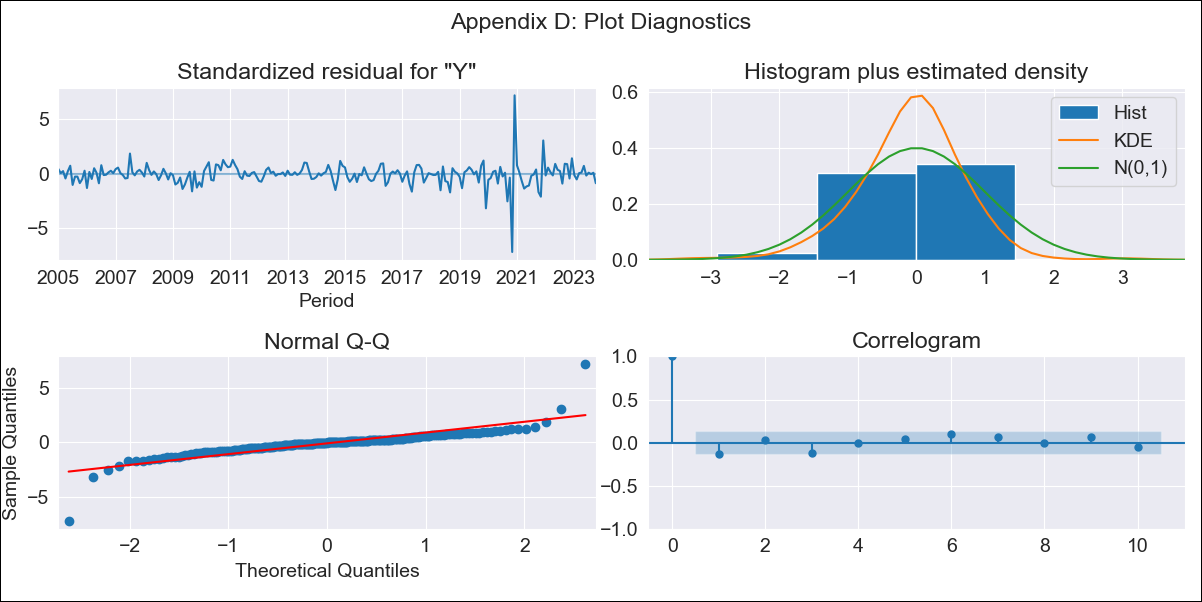 Appendix D: Plot Diagnostics
Standardized residual for "Y"
5
0
−5
2005 2007 2009 2011 2013 2015 2017 2019 2021 2023
Period
Histogram plus estimated density
0.6
0.4
0.2
0.0
Hist
KDE
N(0,1)
−3 −2 −1 0 1 2 3
Normal Q-Q
Sample Quantiles
5
0
−5
−2 −1 0 1 2
Theoretical Quantiles
Correlogram
1.0
0.5
0.0
−0.5
−1.0
0 2 4 6 8 10